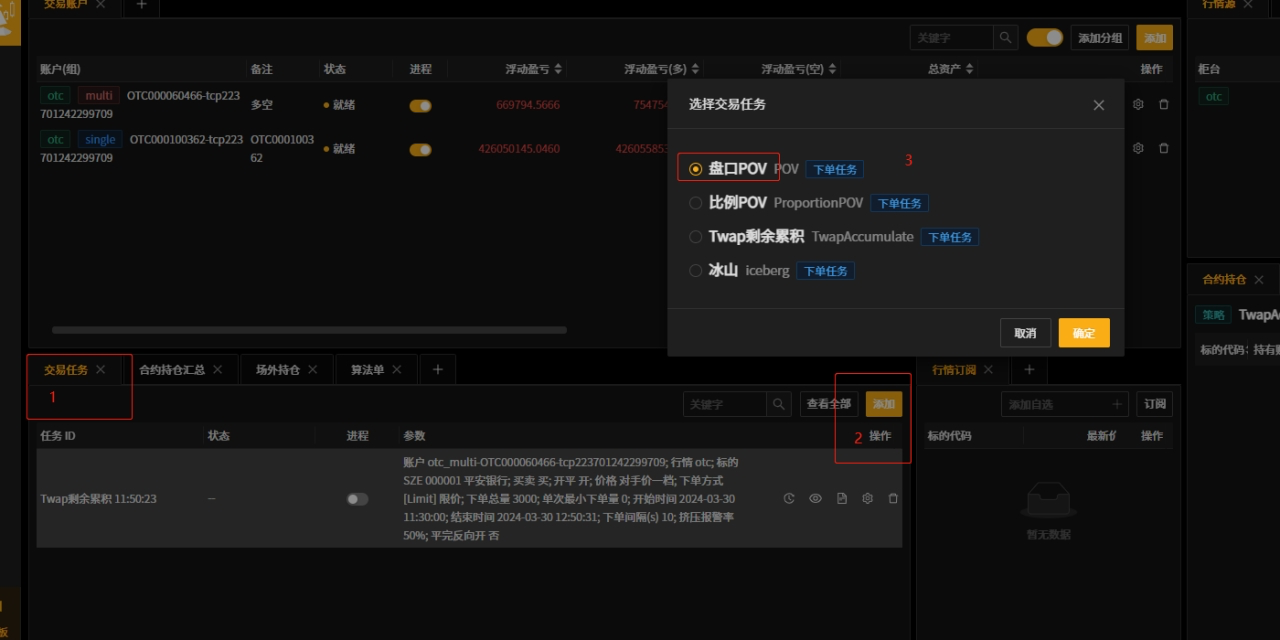 交易账户
行情源
关键字
添加分组
添加
账户(组) 备注 状态 进程 浮动盈亏 浮动盈亏(多) 浮动盈亏(空) 总资产 操作
柜台
otc multi OTC000060466-tcp223
701242299709
多空
就绪
669794.5666
754754
otc
otc single OTC000100362-tcp223
701242299709
OTC0001003
62
就绪
426050145.0460
42605585
选择交易任务
盘口POV POV 下单任务
3
比例POV ProportionPOV 下单任务
Twap剩余累积 TwapAccumulate 下单任务
冰山 iceberg 下单任务
取消
确定
合约持仓
策略 TwapA
标的代码: 持有
交易任务
1
合约持仓汇总
场外持仓
算法单
行情订阅
关键字
查看全部
添加
2
添加自选
订阅
任务 ID 状态 进程 参数 操作
标的代码 最新价 操作
Twap剩余累积 11:50:23
–
账户 otc_multi-OTC000060466-tcp223701242299709; 行情 otc; 标的
SZE 000001 平安银行; 买卖 买; 开平 开; 价格 对手价一档; 下单方式
[Limit] 限价; 下单总量 3000; 单次最小下单量 0; 开始时间 2024-03-30
11:30:00; 结束时间 2024-03-30 12:50:31; 下单间隔(s) 10; 挤压报警率
50%; 平完反向开 否
暂无数据